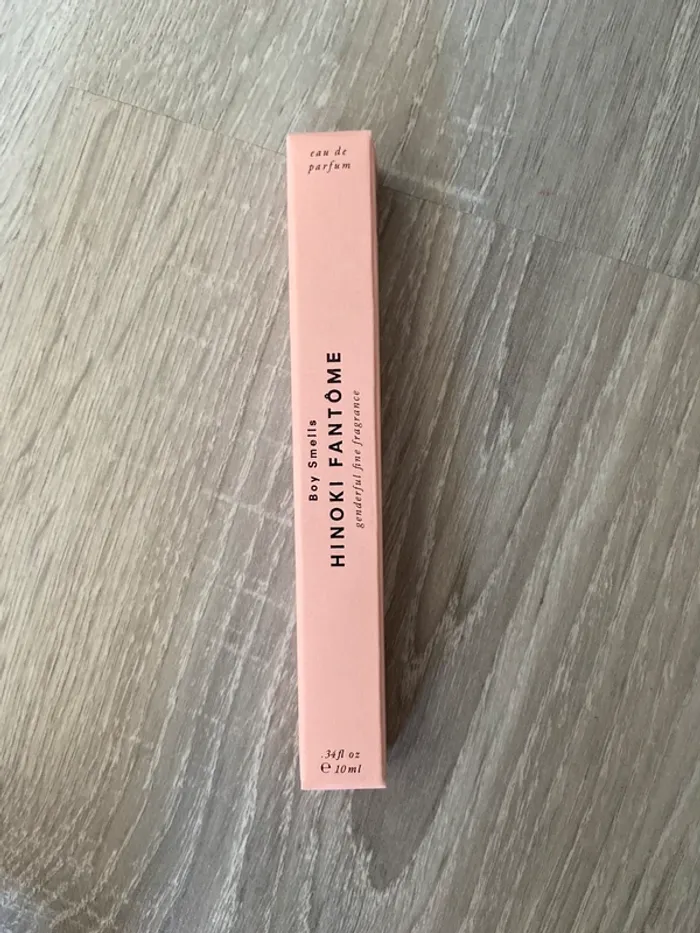 eau de
parfum
Boy Smells
HINOKI FANTÔME
genderful fine fragrance
.34fl oz
℮ 10ml